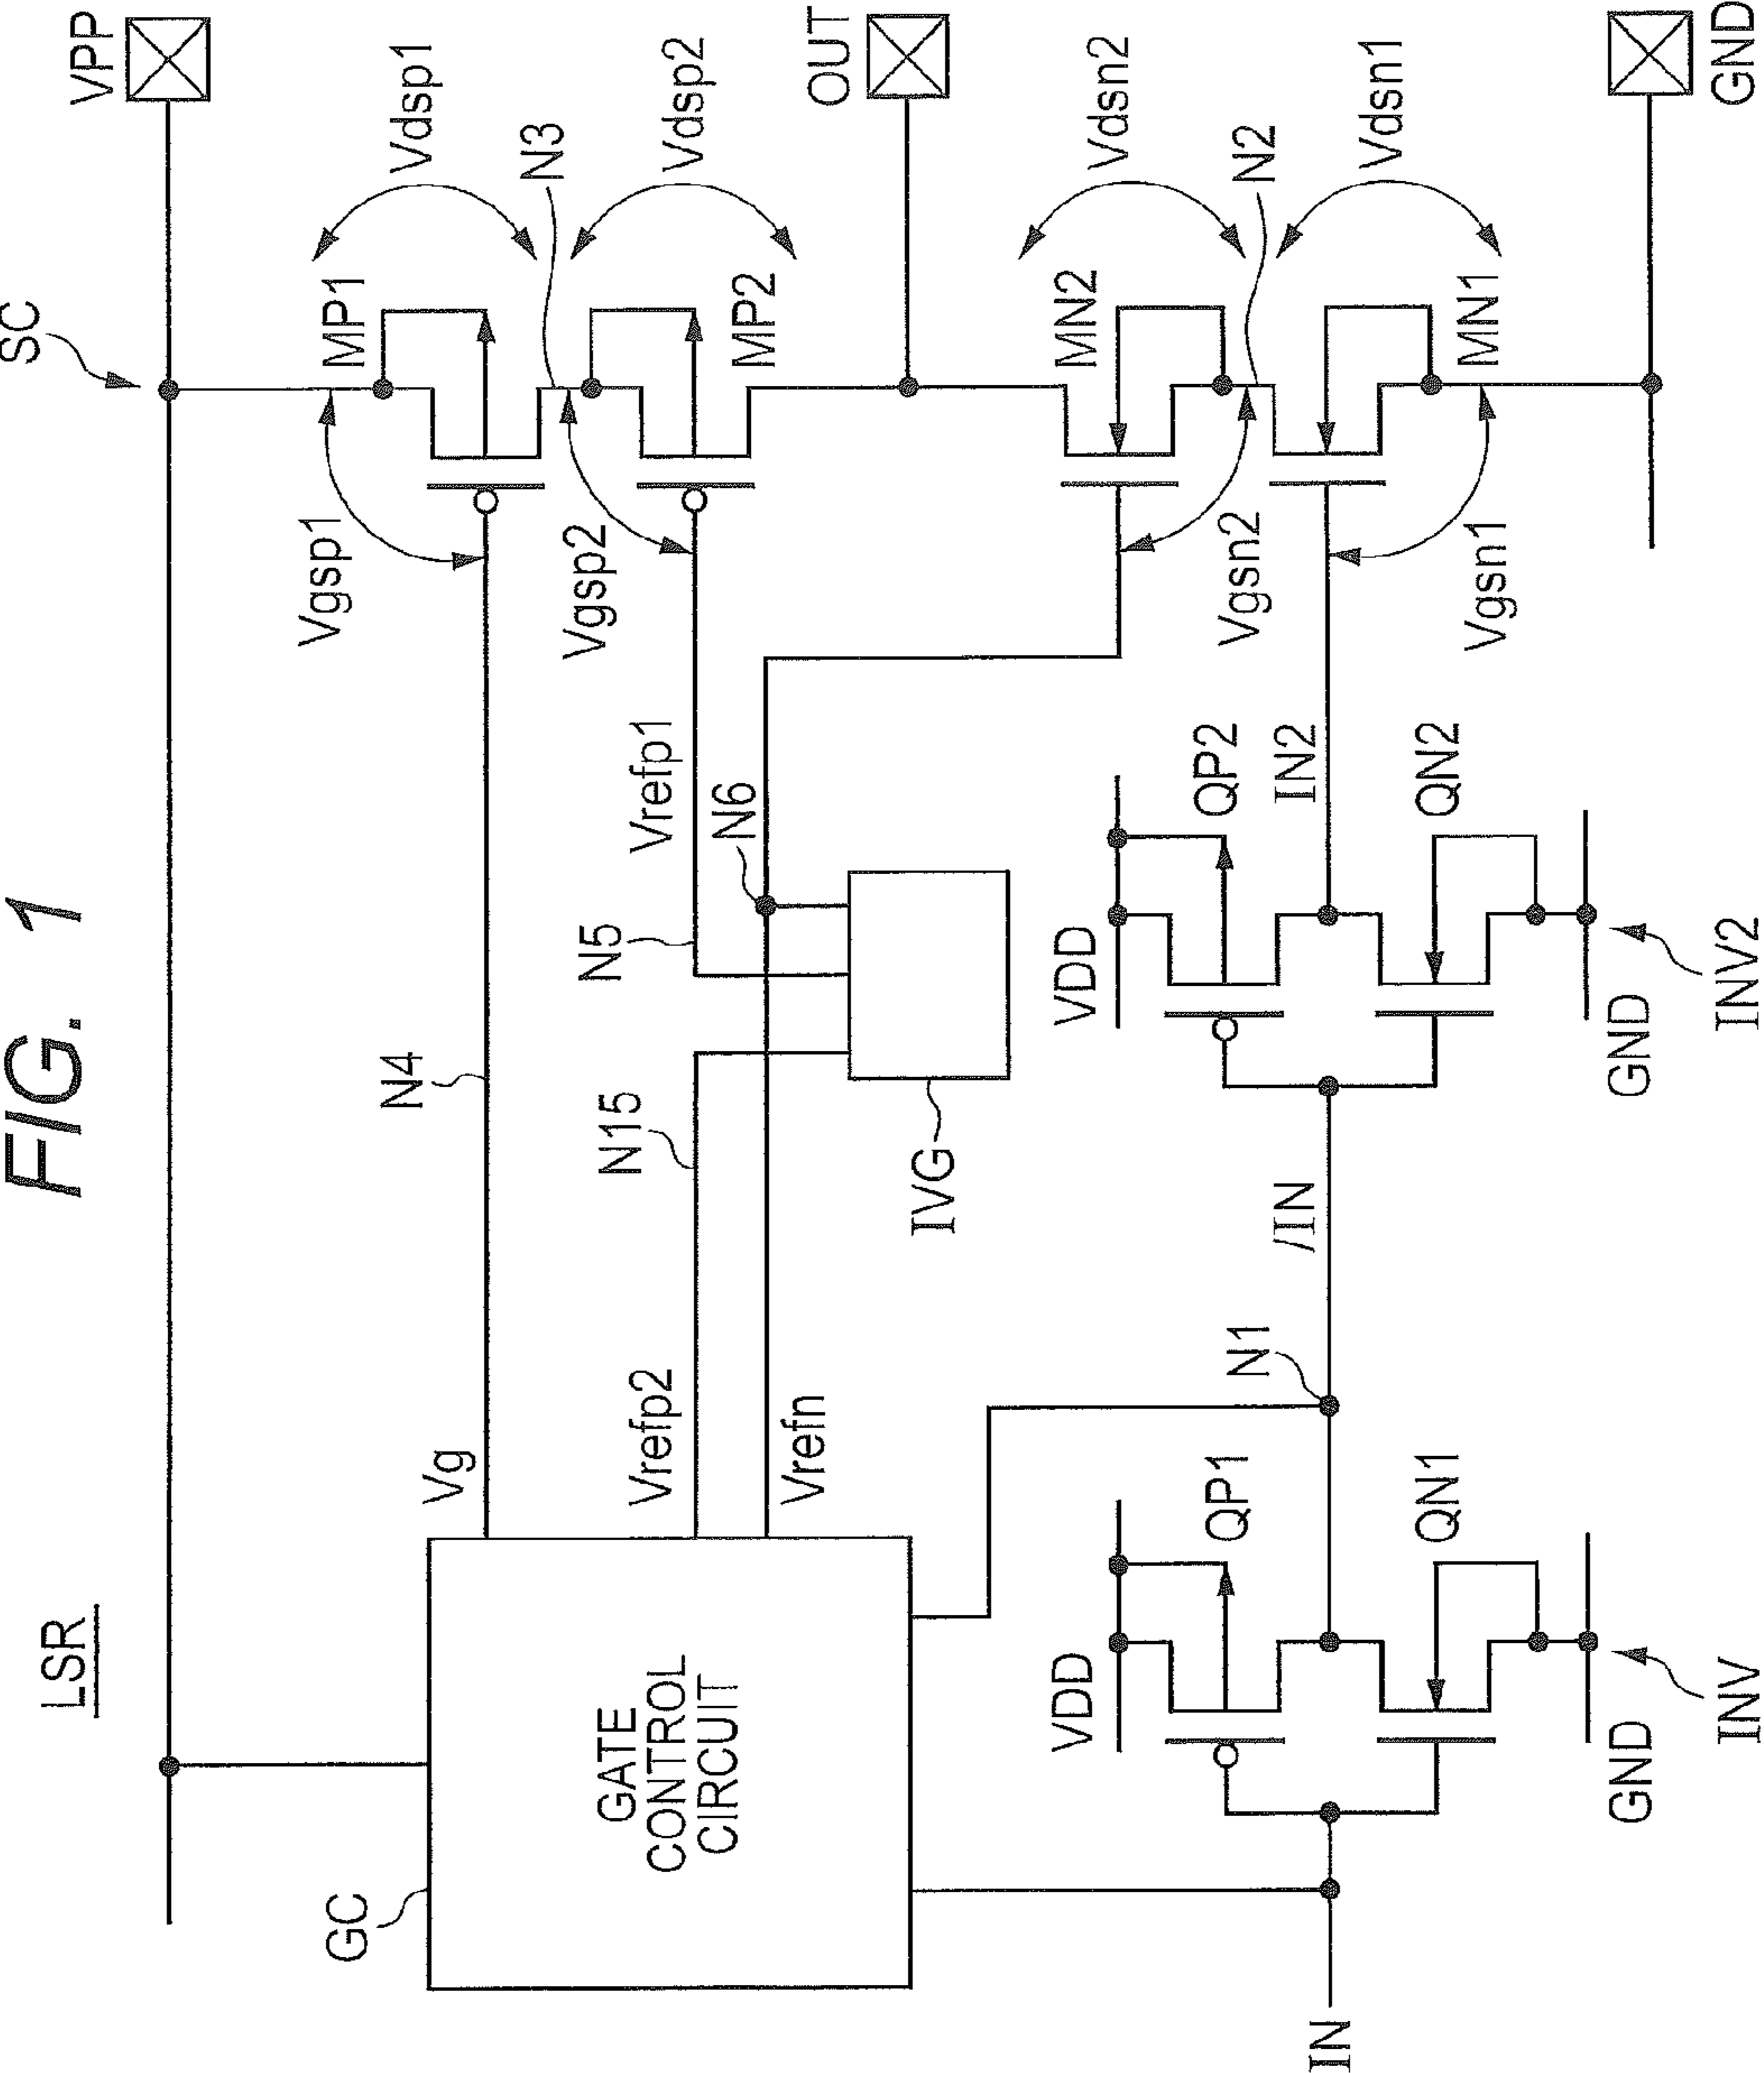 FIG. 1
LSR
SC
VPP
MP1
Vdsp1
Vgsp1
N3
N4
Vg
GC
GATE
CONTROL
CIRCUIT
Vgsp2
MP2
Vdsp2
Vrefp1
N5
N15
Vrefp2
N6
Vrefn
IVG
OUT
MN2
Vdsn2
Vgsn2
N2
Vdsn1
MN1
Vgsn1
GND
IN
VDD
QP1
QN1
GND
INV
N1
/IN
VDD
QP2
IN2
QN2
GND
INV2